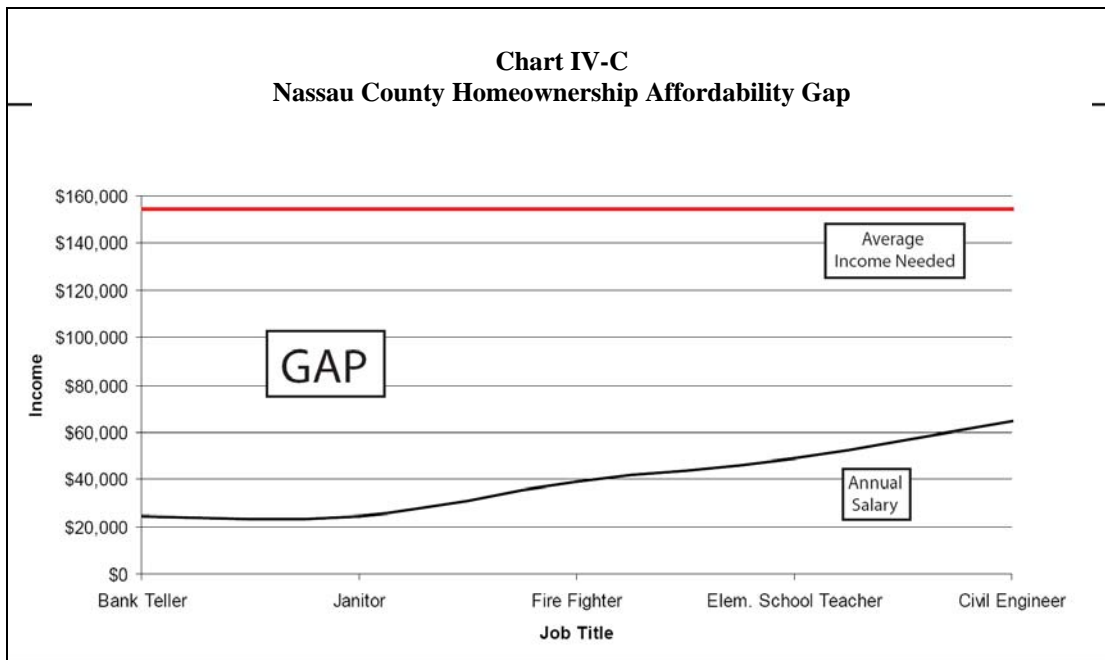 Chart IV-C
Nassau County Homeownership Affordability Gap
$160,000
$140,000
$120,000
$100,000
$80,000
$60,000
$40,000
$20,000
$0
Income
Average
Income Needed
GAP
Annual
Salary
Bank Teller
Janitor
Fire Fighter
Elem. School Teacher
Civil Engineer
Job Title